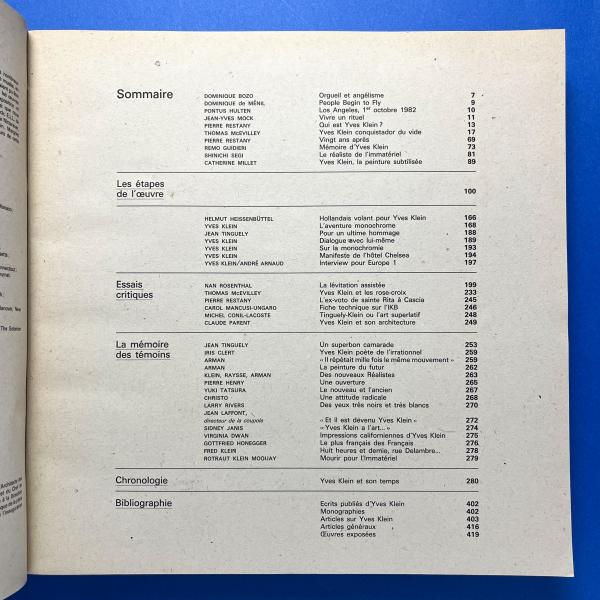 Sommaire
DOMINIQUE BOZO Orgueil et angélisme 7
DOMINIQUE de MÉNIL People Begin to Fly 9
PONTUS HULTEN Los Angeles, 1er octobre 1982 10
JEAN-YVES MOCK Vivre un rituel 11
PIERRE RESTANY Qui est Yves Klein ? 13
THOMAS McEVILLEY Yves Klein conquistador du vide 17
PIERRE RESTANY Vingt ans après 69
REMO GUIDIERI Mémoire d'Yves Klein 73
SHINICHI SEGI Le réaliste de l'immatériel 81
CATHERINE MILLET Yves Klein, la peinture subtilisée 89
Les étapes
de l'œuvre 100
HELMUT HEISSENBÜTTEL Hollandais volant pour Yves Klein 166
YVES KLEIN L'aventure monochrome 168
JEAN TINGUELY Pour un ultime hommage 188
YVES KLEIN Dialogue avec lui-même 189
YVES KLEIN Sur la monochromie 193
YVES KLEIN Manifeste de l'hôtel Chelsea 194
YVES KLEIN/ANDRÉ ARNAUD Interview pour Europe 1 197
Essais
critiques
NAN ROSENTHAL La lévitation assistée 199
THOMAS McEVILLEY Yves Klein et les rose-croix 233
PIERRE RESTANY L'ex-voto de sainte Rita à Cascia 245
CAROL MANCUSI-UNGARO Fiche technique sur l'IKB 246
MICHEL CONIL-LACOSTE Tinguely-Klein ou l'art superlatif 248
CLAUDE PARENT Yves Klein et son architecture 249
La mémoire
des témoins
JEAN TINGUELY Un superbon camarade 253
IRIS CLERT Yves Klein poète de l'irrationnel 259
ARMAN « Il répétait mille fois le même mouvement » 259
ARMAN La peinture du futur 262
KLEIN, RAYSSE, ARMAN Des nouveaux Réalistes 263
PIERRE HENRY Une ouverture 265
YUKI TATSURA Le nouveau et l'ancien 267
CHRISTO Une attitude radicale 268
LARRY RIVERS Des yeux très noirs et très blancs 270
JEAN LAFFONT,
directeur de la coupole « Et il est devenu Yves Klein » 272
SIDNEY JANIS « Yves Klein a l'art... » 274
VIRGINIA DWAN Impressions californiennes d'Yves Klein 275
GOTTFRIED HONEGGER Le plus français des Français 276
FRED KLEIN Huit heures et demie, rue Delambre... 278
ROTRAUT KLEIN MOQUAY Mourir pour l'Immatériel 279
Chronologie Yves Klein et son temps 280
Bibliographie
Ecrits publiés d'Yves Klein 402
Monographies 402
Articles sur Yves Klein 403
Articles généraux 416
Œuvres exposées 419